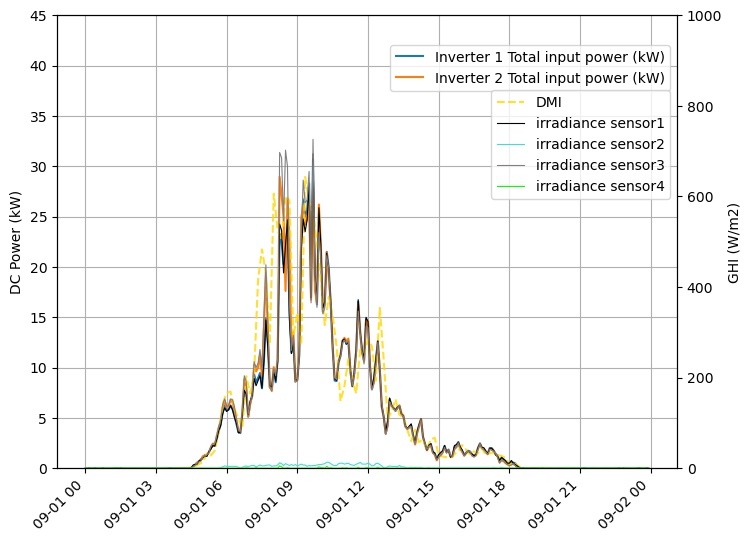 45
40
35
30
25
20
15
10
5
0
DC Power (kW)
1000
800
600
400
200
0
GHI (W/m2)
Inverter 1 Total input power (kW)
Inverter 2 Total input power (kW)
DMI
irradiance sensor1
irradiance sensor2
irradiance sensor3
irradiance sensor4
09-01 00
09-01 03
09-01 06
09-01 09
09-01 12
09-01 15
09-01 18
09-01 21
09-02 00